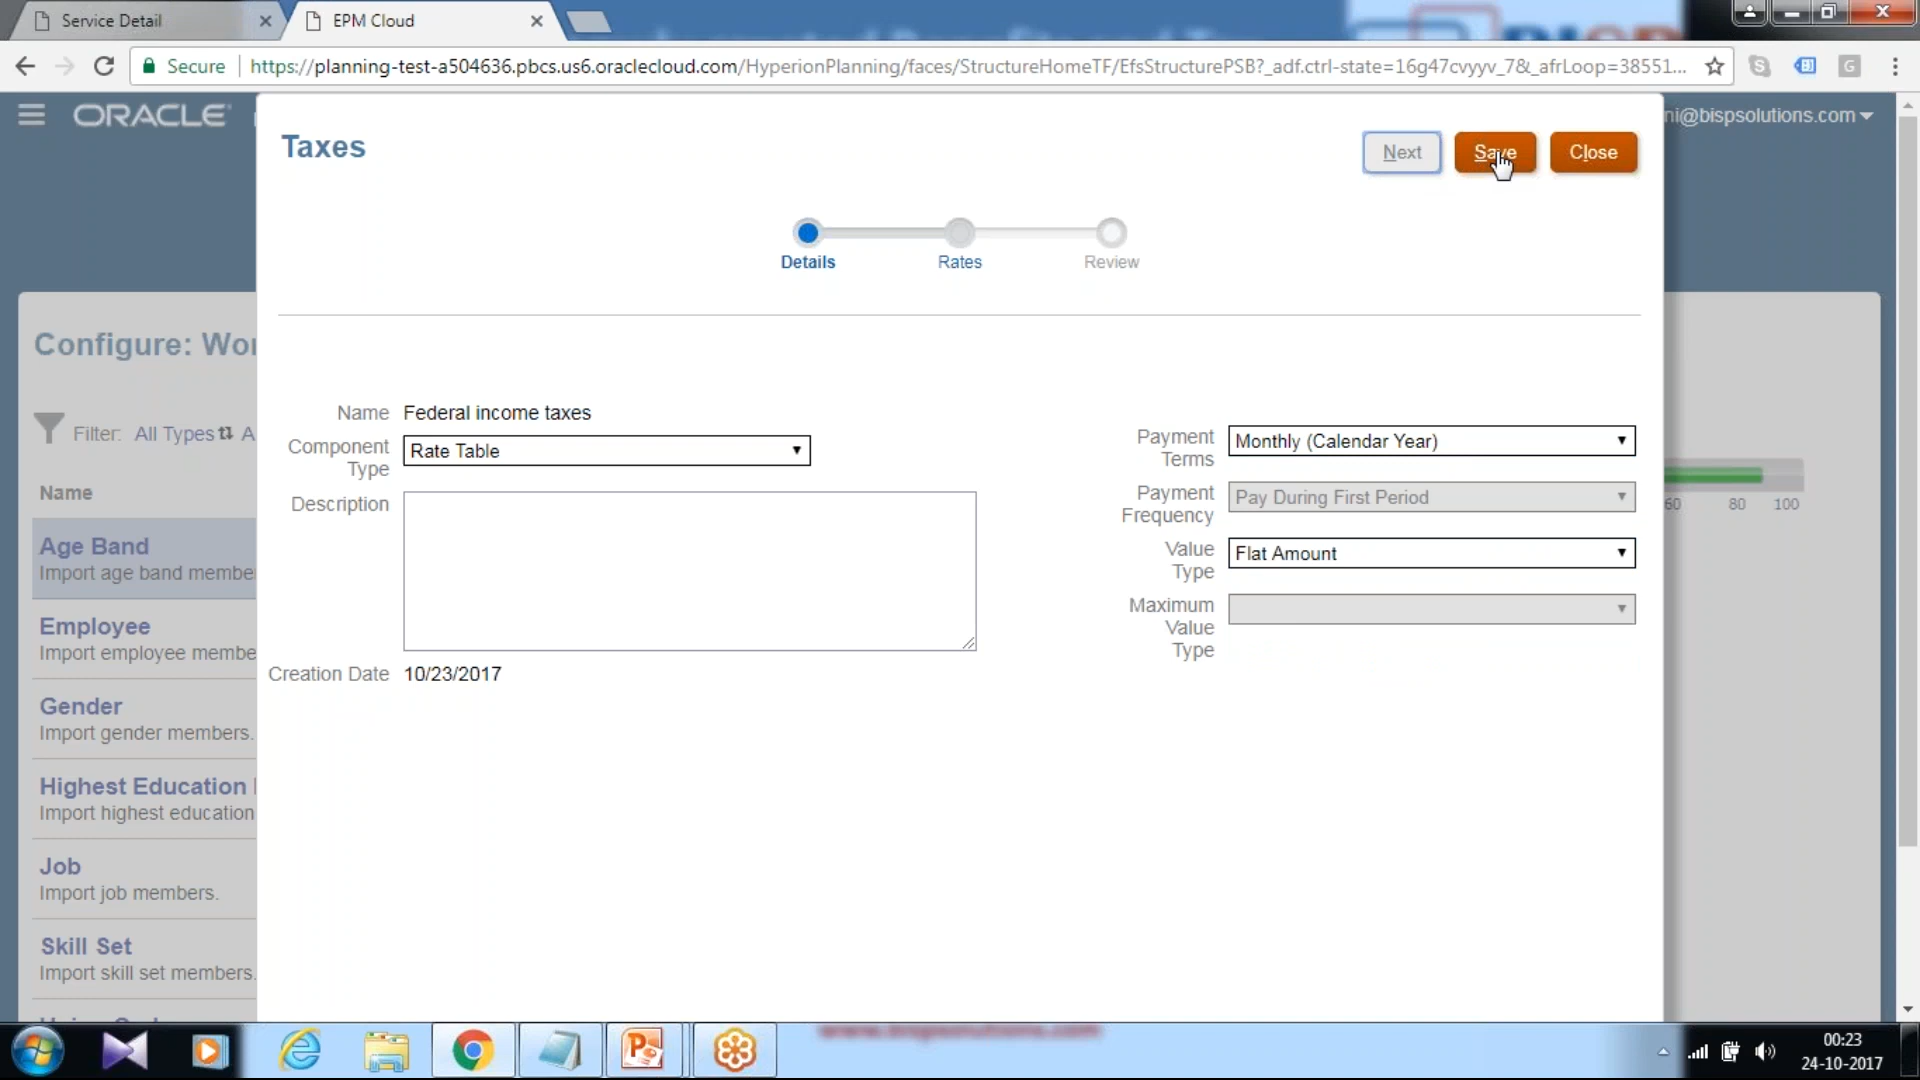 Service Detail
EPM Cloud
Secure
https://planning-test-a504636.pbcs.us6.oraclecloud.com/HyperionPlanning/faces/StructureHomeTF/EfsStructurePSB?_adf.ctrl-state=16g47cvyyv_7&_afrLoop=38551...
ORACLE
ni@bispsolutions.com
Taxes
Next
Save
Close
Details
Rates
Review
Configure: Wor
Filter: All Types A
Name
Age Band
Import age band membe
Employee
Import employee membe
Gender
Import gender members.
Highest Education
Import highest education
Job
Import job members.
Skill Set
Import skill set members.
Name Federal income taxes
Component Type
Rate Table
Description
Creation Date 10/23/2017
Payment Terms
Monthly (Calendar Year)
Payment Frequency
Pay During First Period
Value Type
Flat Amount
Maximum Value Type
60 80 100
www.bispsolutions.com
00:23
24-10-2017